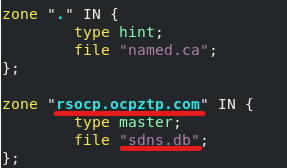 zone "." IN {
        type hint;
        file "named.ca";
};

zone "rsocp.ocpztp.com" IN {
        type master;
        file "sdns.db";
};